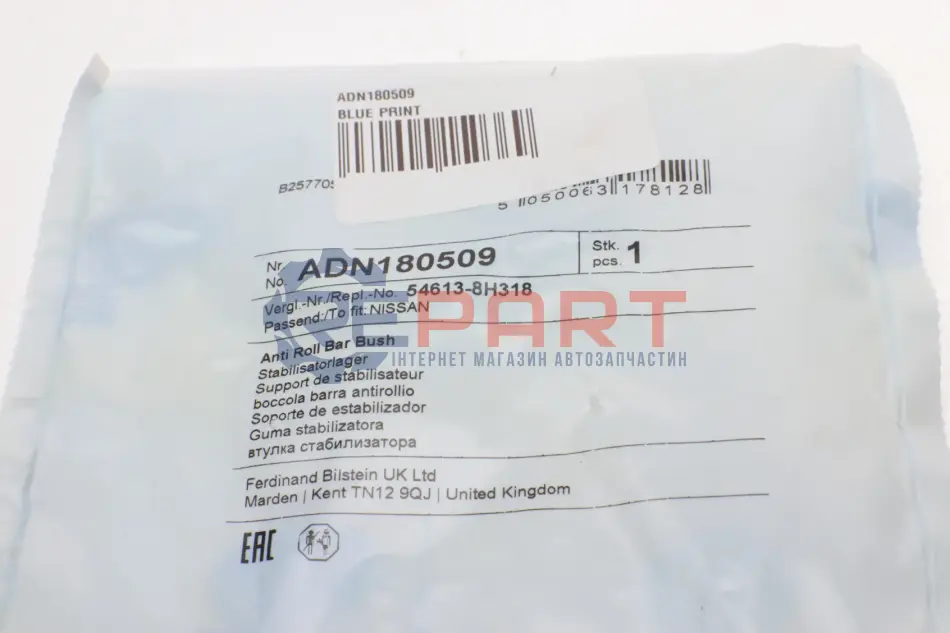 ADN180509
BLUE PRINT
B25770
5 050063 178128
Nr.
No. ADN180509
Stk.
pcs. 1
Vergl.-Nr./Repl.-No. 54613-8H318
Passend:/To fit: NISSAN
Anti Roll Bar Bush
Stabilisatorlager
Support de stabilisateur
boccola barra antirollio
Soporte de estabilizador
Guma stabilizatora
втулка стабилизатора
REPART
ІНТЕРНЕТ МАГАЗИН АВТОЗАПЧАСТИН
Ferdinand Bilstein UK Ltd
Marden | Kent TN12 9QJ | United Kingdom
EAC